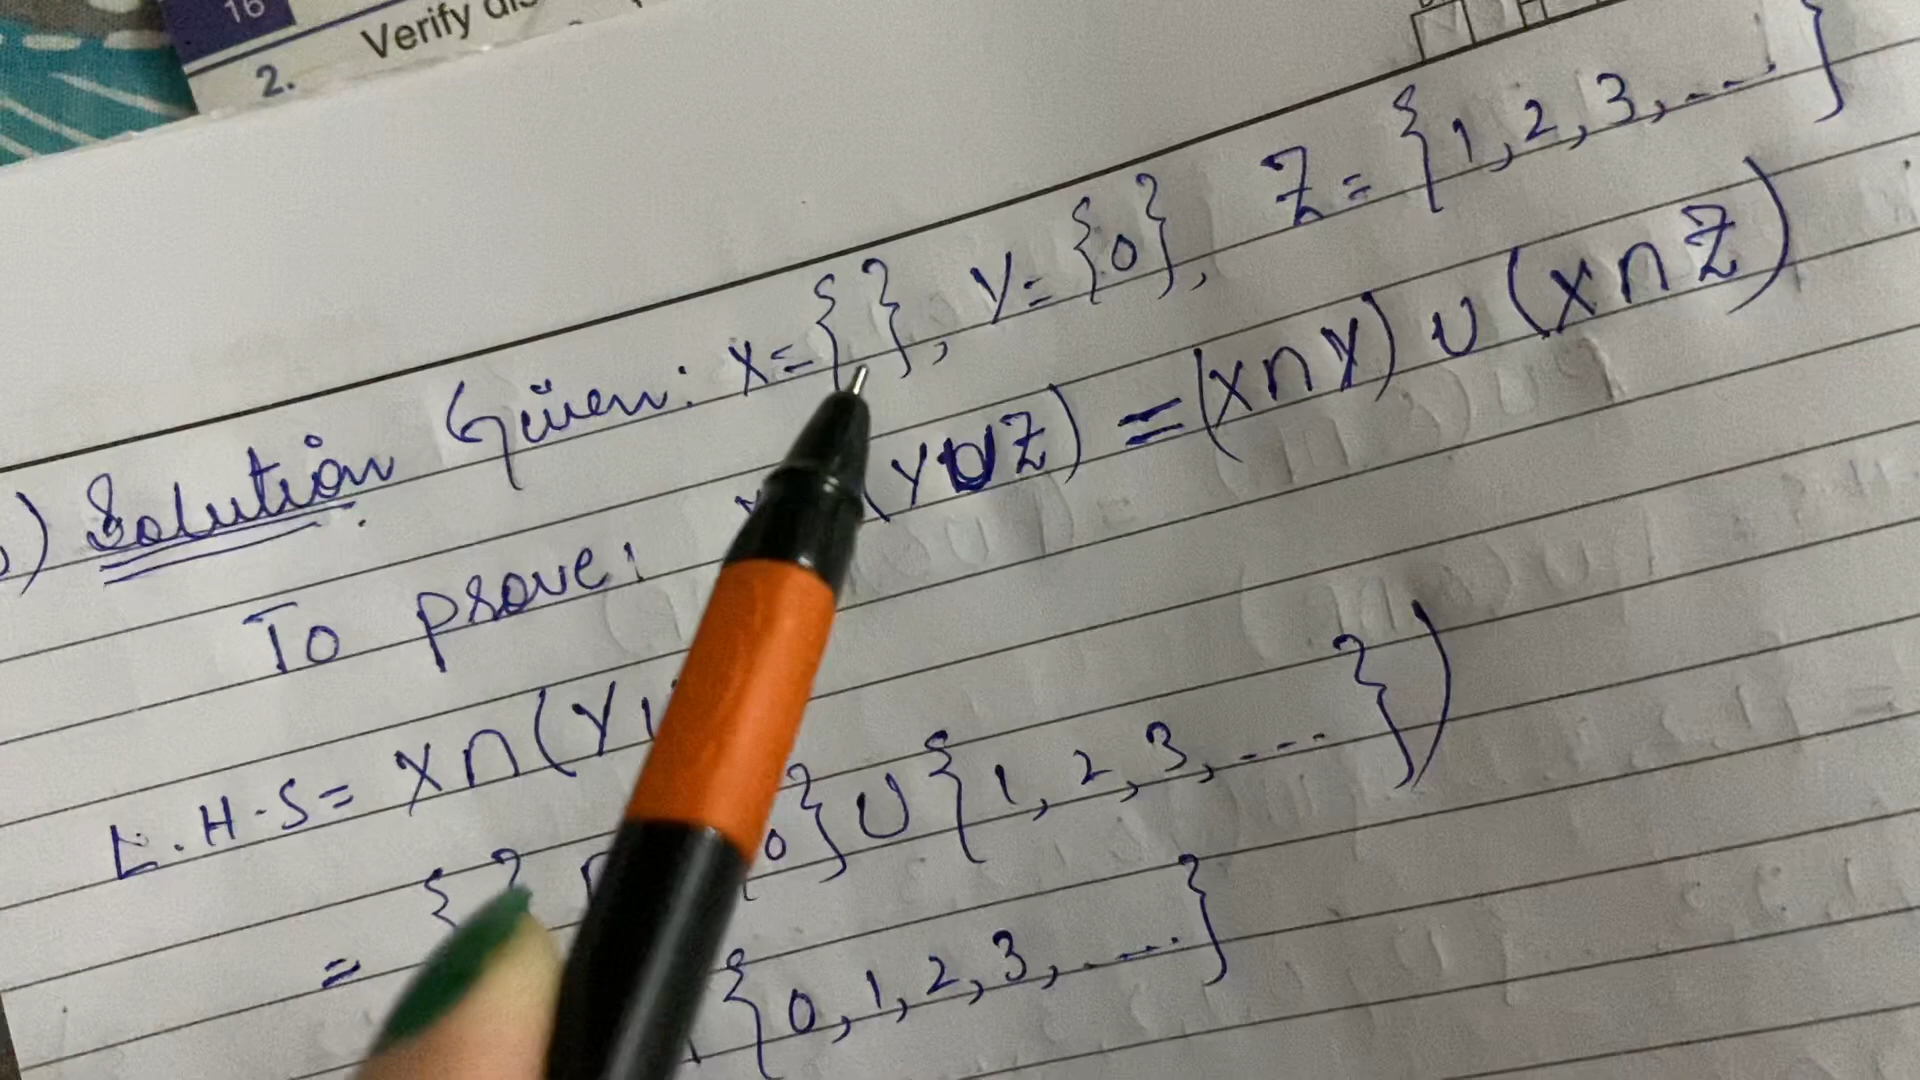 16
2. Verify
) Solution. Given: X = { }, Y = {0}, Z = {1, 2, 3, ....}
To prove: (Y∪Z) = (X∩Y) ∪ (X∩Z)
L.H.S = X∩(Y
= { 0} ∪ {1, 2, 3, ....})
{0, 1, 2, 3, ....}